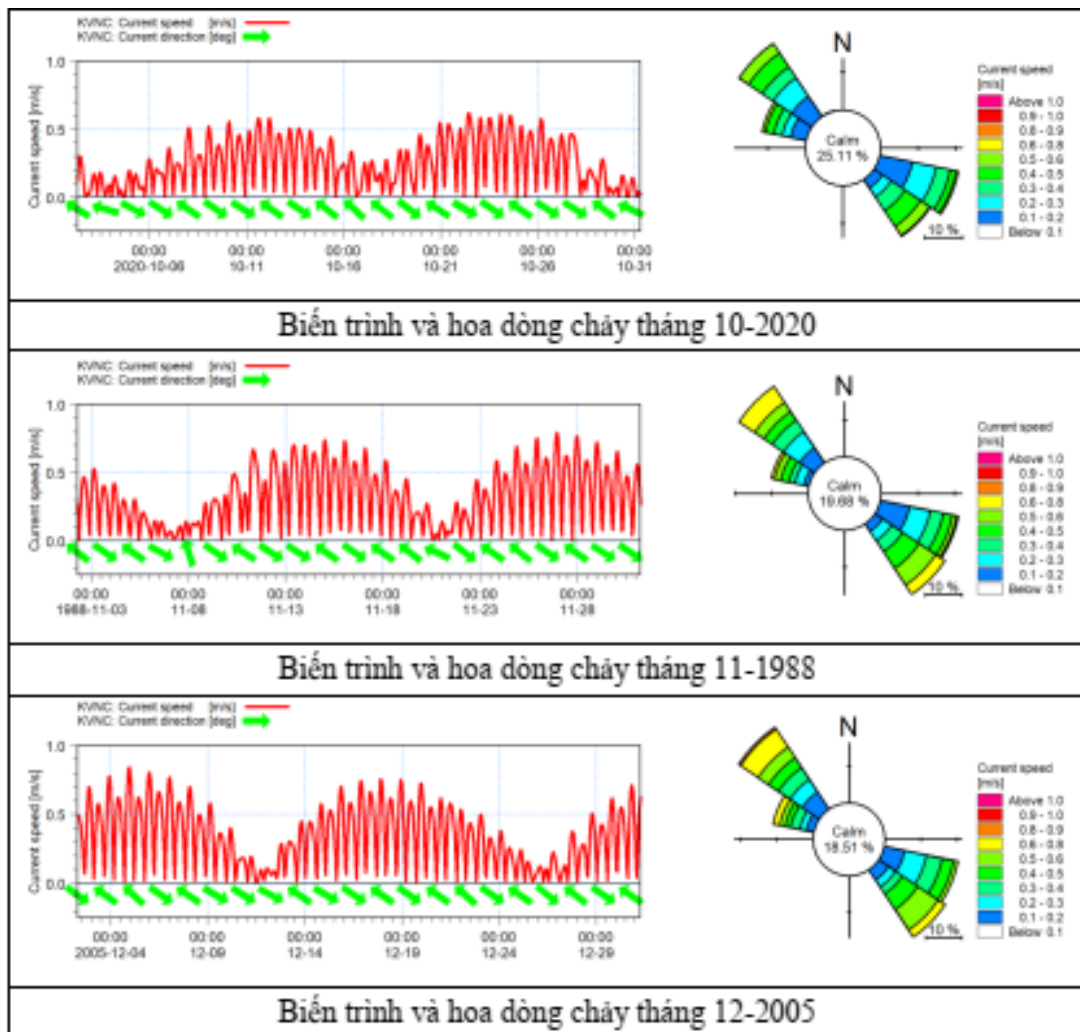 KVNC: Current speed [m/s]
KVNC: Current direction [deg]
1.0
0.5
0.0
Current speed [m/s]
00:00 00:00 00:00 00:00 00:00 00:00
2020-10-06 10-11 10-16 10-21 10-26 10-31
N
Calm
25.11 %
10 %
Current speed
[m/s]
Above 1.0
0.9 - 1.0
0.8 - 0.9
0.6 - 0.8
0.5 - 0.6
0.4 - 0.5
0.3 - 0.4
0.2 - 0.3
0.1 - 0.2
Below 0.1
Biến trình và hoa dòng chảy tháng 10-2020
KVNC: Current speed [m/s]
KVNC: Current direction [deg]
1.0
0.5
0.0
Current speed [m/s]
00:00 00:00 00:00 00:00 00:00 00:00
1988-11-03 11-08 11-13 11-18 11-23 11-28
N
Calm
19.68 %
10 %
Current speed
[m/s]
Above 1.0
0.9 - 1.0
0.8 - 0.9
0.6 - 0.8
0.5 - 0.6
0.4 - 0.5
0.3 - 0.4
0.2 - 0.3
0.1 - 0.2
Below 0.1
Biến trình và hoa dòng chảy tháng 11-1988
KVNC: Current speed [m/s]
KVNC: Current direction [deg]
1.0
0.5
0.0
Current speed [m/s]
00:00 00:00 00:00 00:00 00:00 00:00
2005-12-04 12-09 12-14 12-19 12-24 12-29
N
Calm
18.51 %
10 %
Current speed
[m/s]
Above 1.0
0.9 - 1.0
0.8 - 0.9
0.6 - 0.8
0.5 - 0.6
0.4 - 0.5
0.3 - 0.4
0.2 - 0.3
0.1 - 0.2
Below 0.1
Biến trình và hoa dòng chảy tháng 12-2005